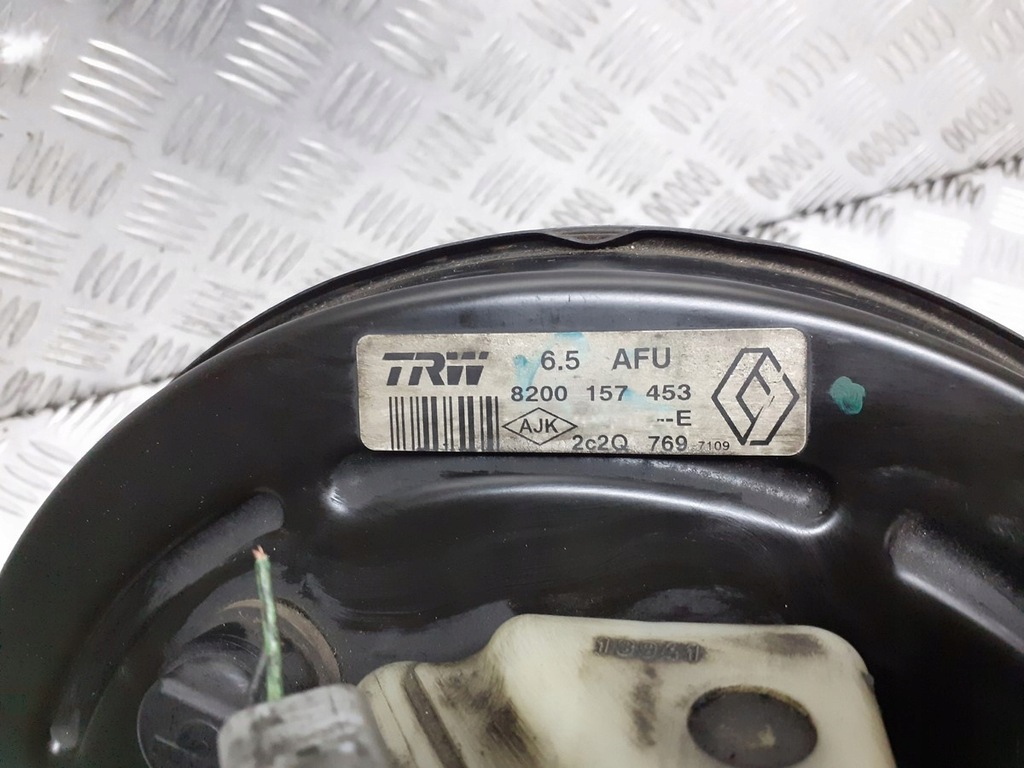 TRW 6.5 AFU
8200 157 453
AJK ---E
2c2Q 769 -7109